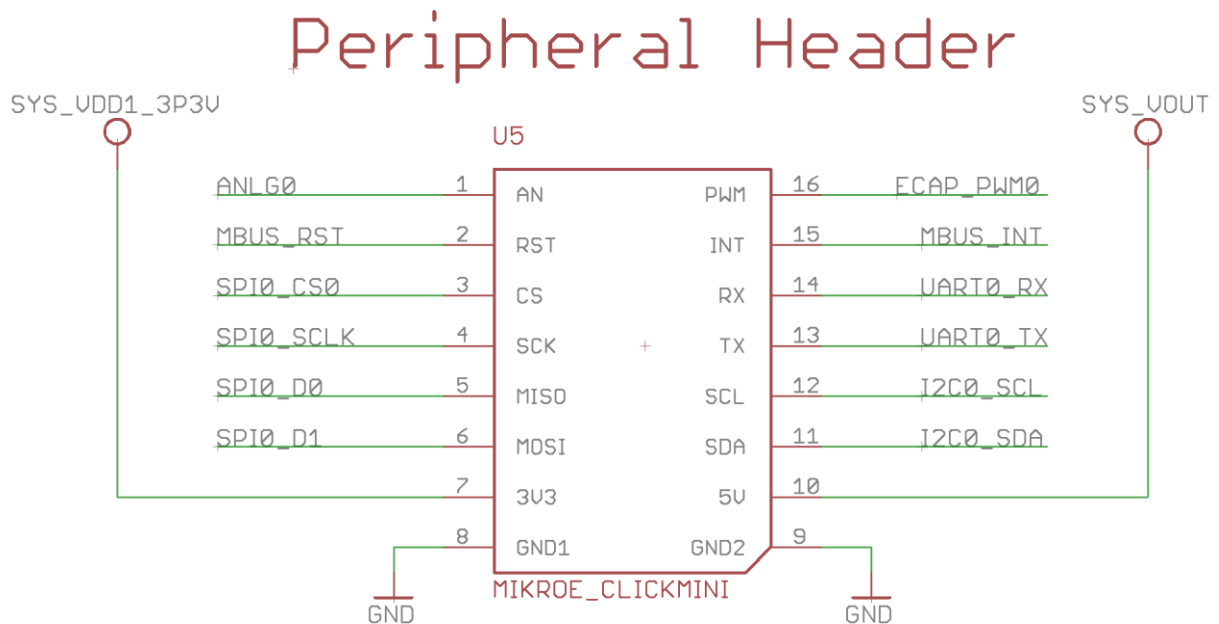 Peripheral Header
SYS_VDD1_3P3V
SYS_VOUT
U5
ANLG0 1 AN PWM 16 ECAP_PWM0
MBUS_RST 2 RST INT 15 MBUS_INT
SPI0_CS0 3 CS RX 14 UART0_RX
SPI0_SCLK 4 SCK TX 13 UART0_TX
SPI0_D0 5 MISO SCL 12 I2C0_SCL
SPI0_D1 6 MOSI SDA 11 I2C0_SDA
7 3V3 5V 10
8 GND1 GND2 9
MIKROE_CLICKMINI
GND GND